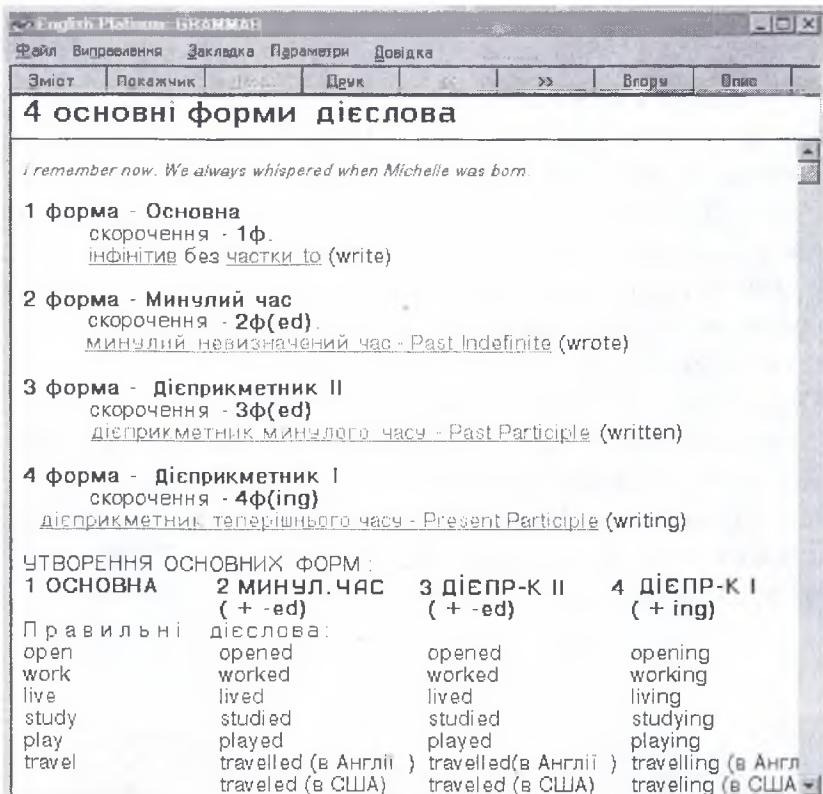 English Platinum: GRAMMAR
Файл Виправлення Закладка Параметри Довідка
Зміст Покажчик Друк << >> Вгору Опис
4 основні форми дієслова
I remember now. We always whispered when Michelle was born.
1 форма - Основна
скорочення - 1ф.
інфінітив без частки to (write)
2 форма - Минулий час
скорочення - 2ф(ed).
минулий невизначений час - Past Indefinite (wrote)
3 форма - Дієприкметник II
скорочення - 3ф(ed)
дієприкметник минулого часу - Past Participle (written)
4 форма - Дієприкметник I
скорочення - 4ф(ing)
дієприкметник теперішнього часу - Present Participle (writing)
УТВОРЕННЯ ОСНОВНИХ ФОРМ:
1 ОСНОВНА 2 МИНУЛ.ЧАС 3 ДІЄПР-К II 4 ДІЄПР-К I
( + -ed) ( + -ed) ( + ing)
Правильні дієслова:
open opened opened opening
work worked worked working
live lived lived living
study studied studied studying
play played played playing
travel travelled (в Англії ) travelled(в Англії ) travelling (в Англ
traveled (в США) traveled (в США) traveling (в США